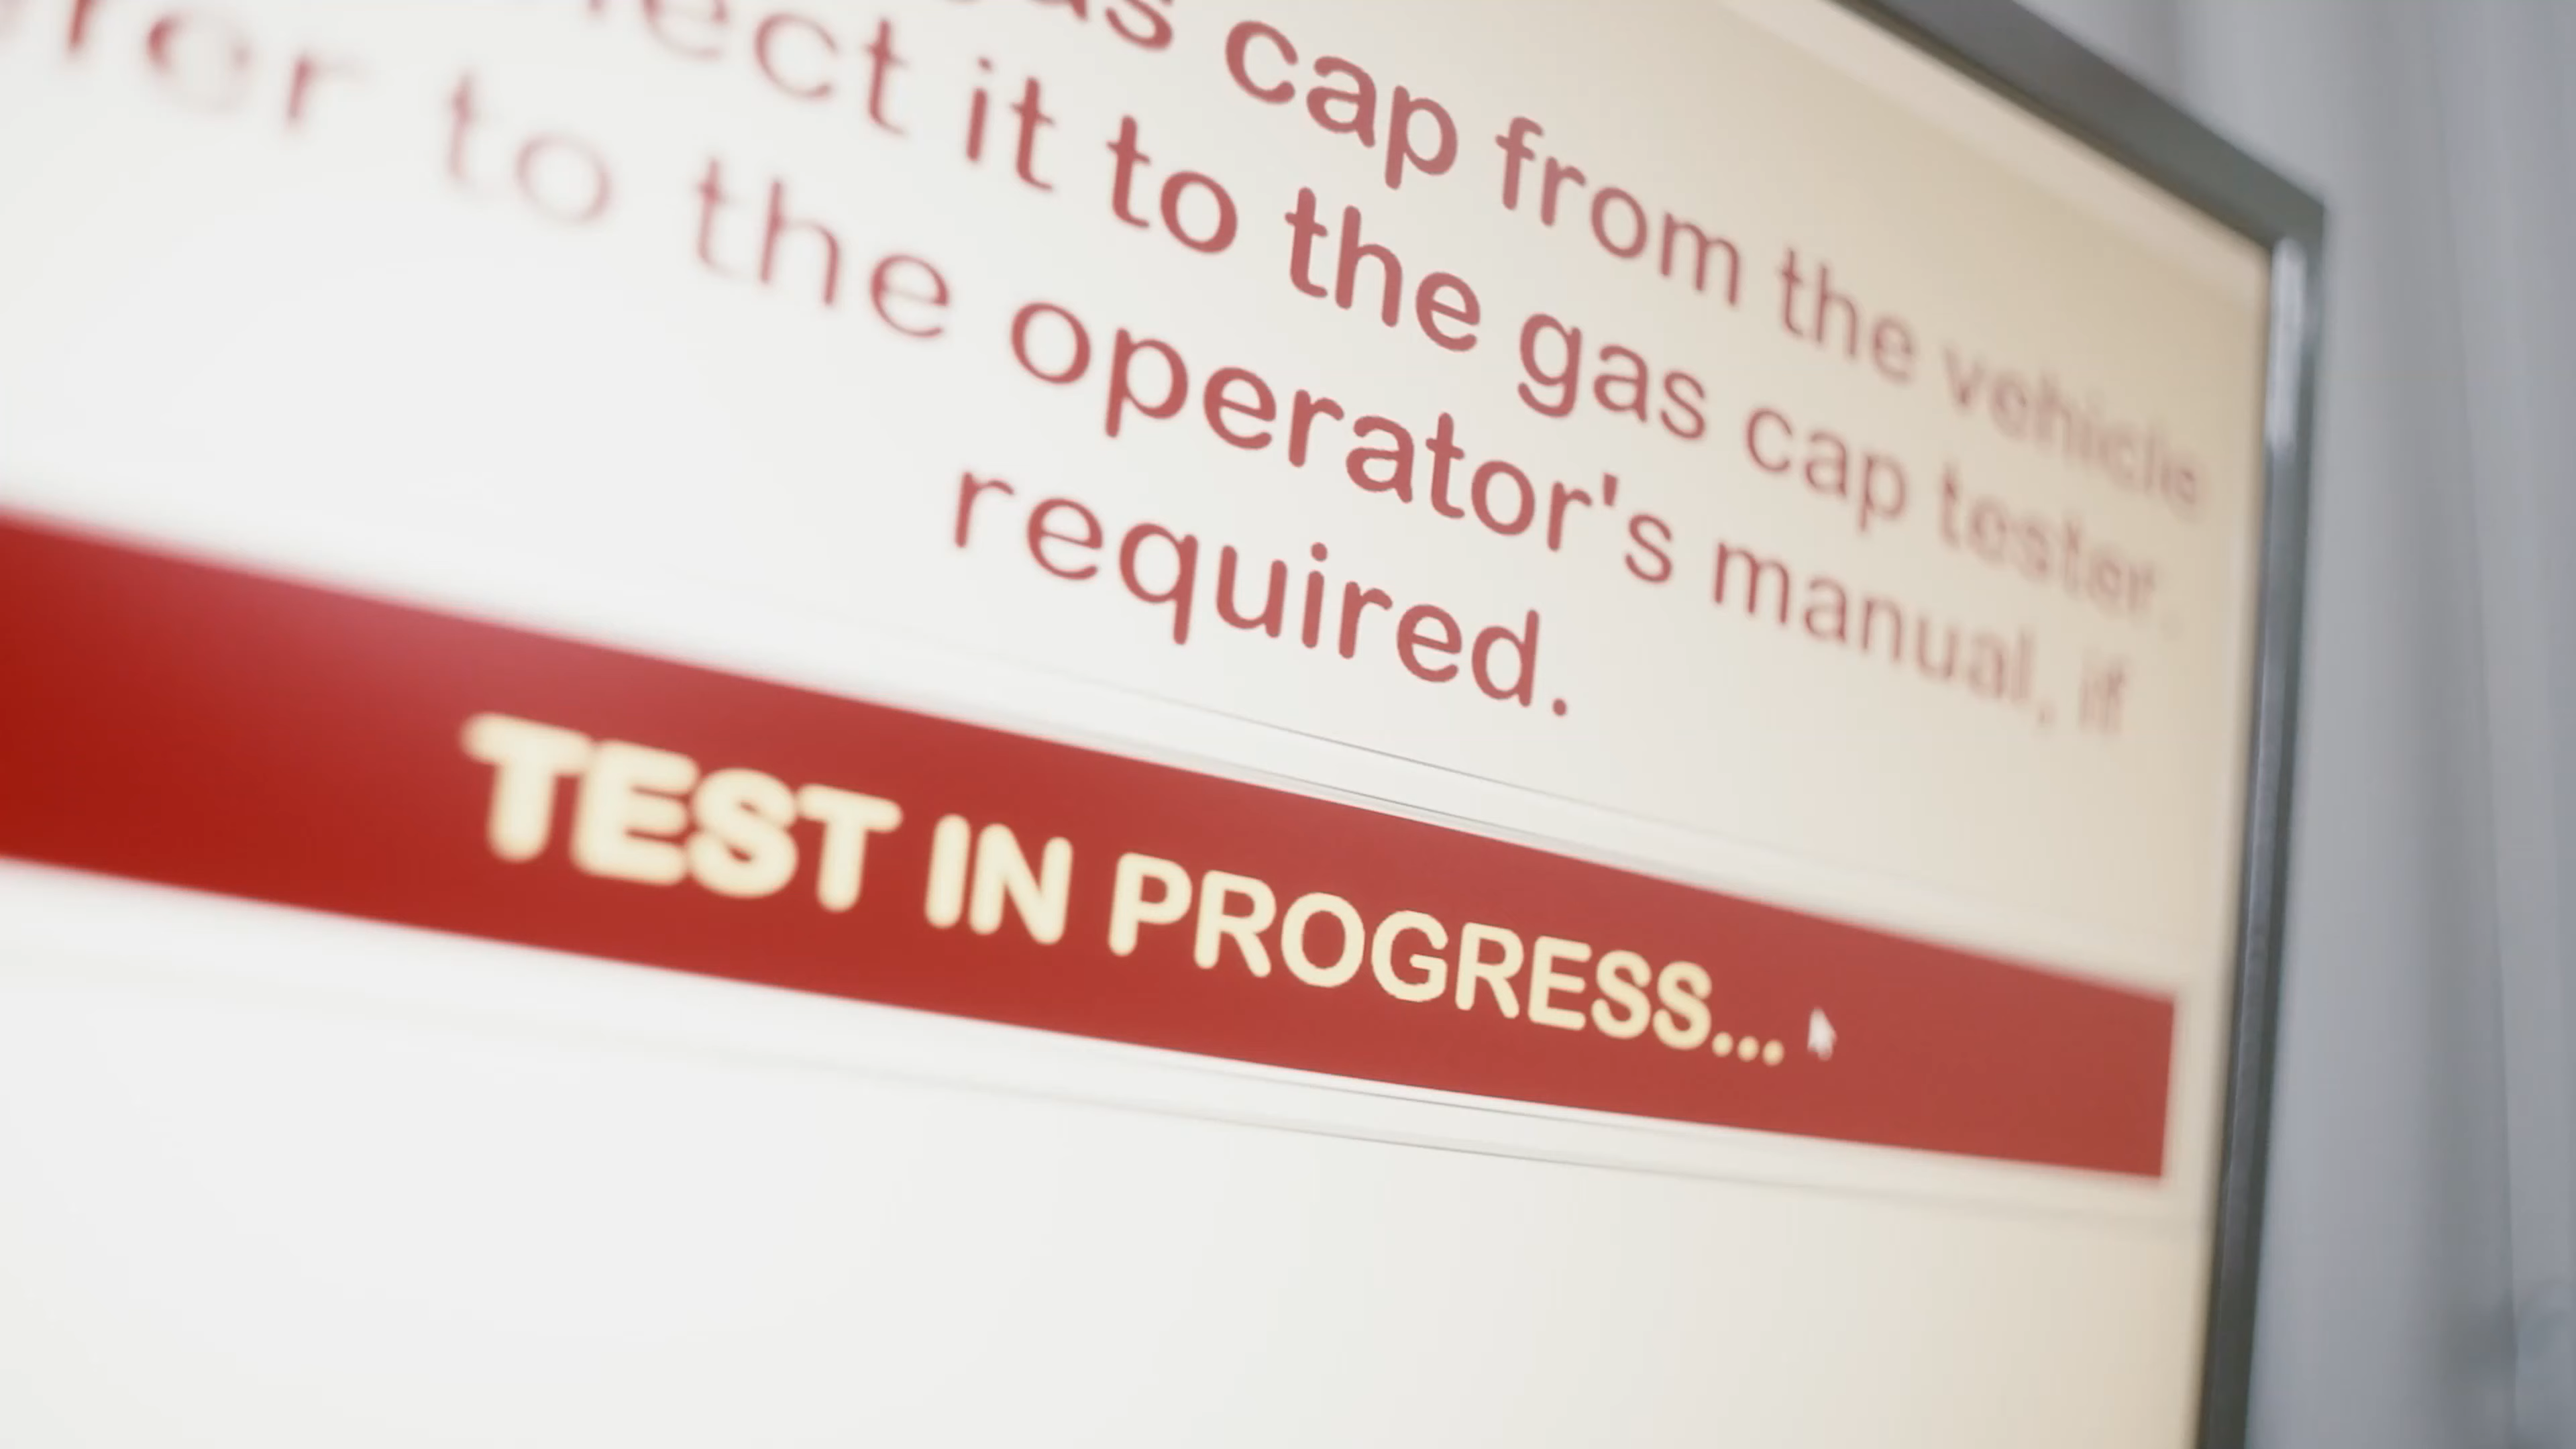 cap from the vehicle
it to the gas cap tester.
to the operator's manual, if
required.
TEST IN PROGRESS...